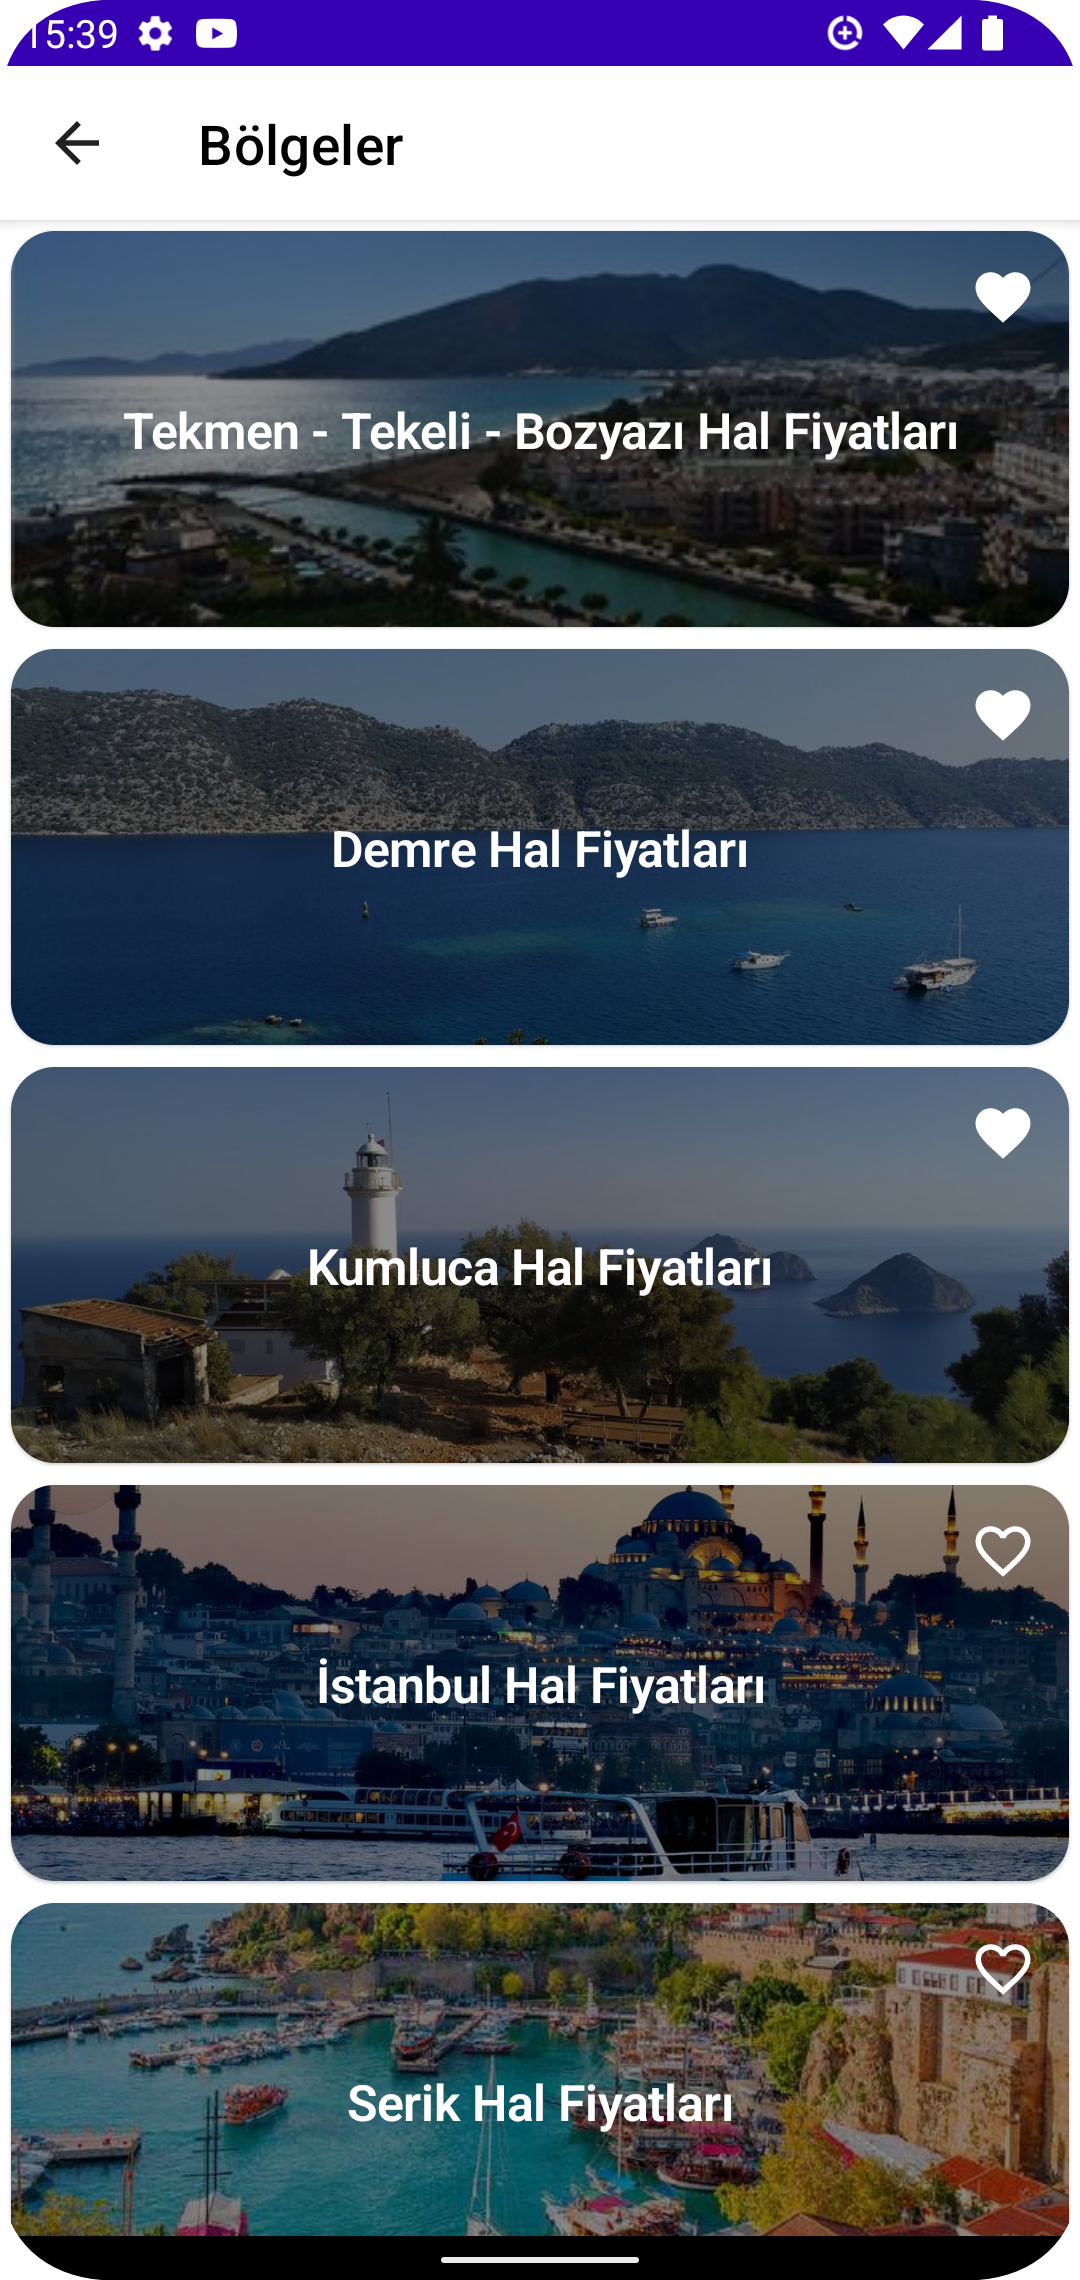 15:39
Bölgeler
Tekmen - Tekeli - Bozyazı Hal Fiyatları
Demre Hal Fiyatları
Kumluca Hal Fiyatları
İstanbul Hal Fiyatları
Serik Hal Fiyatları